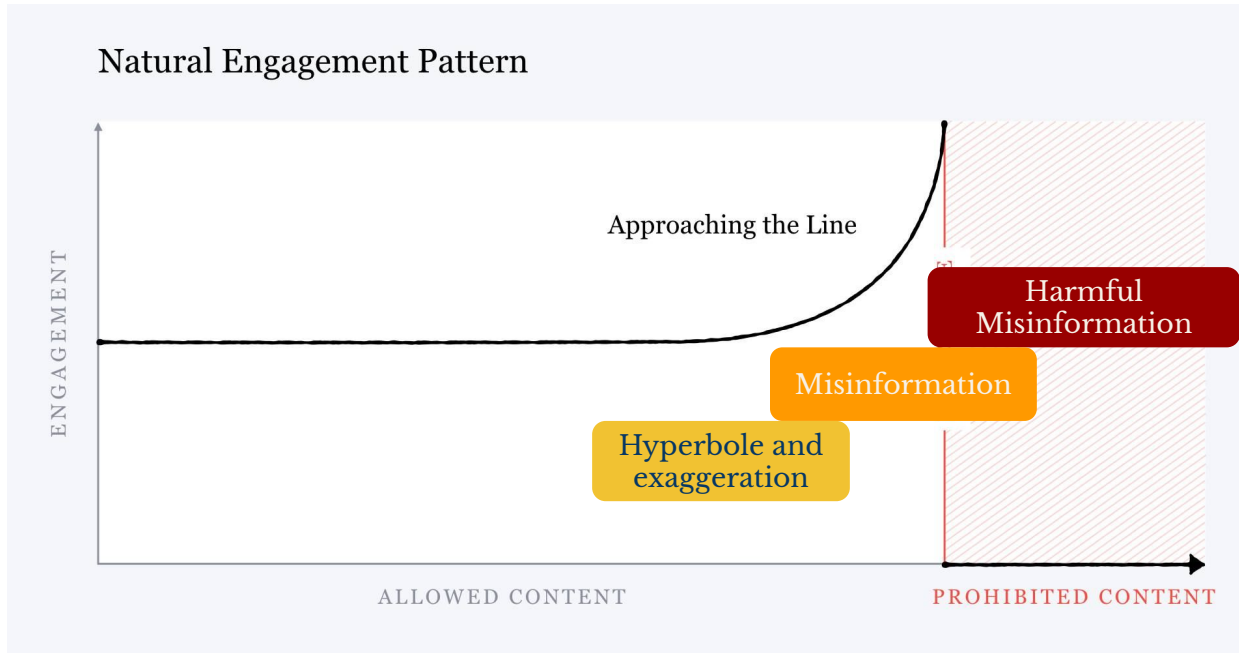 Natural Engagement Pattern
Approaching the Line
ENGAGEMENT
Harmful
Misinformation
Misinformation
Hyperbole and
exaggeration
ALLOWED CONTENT
PROHIBITED CONTENT